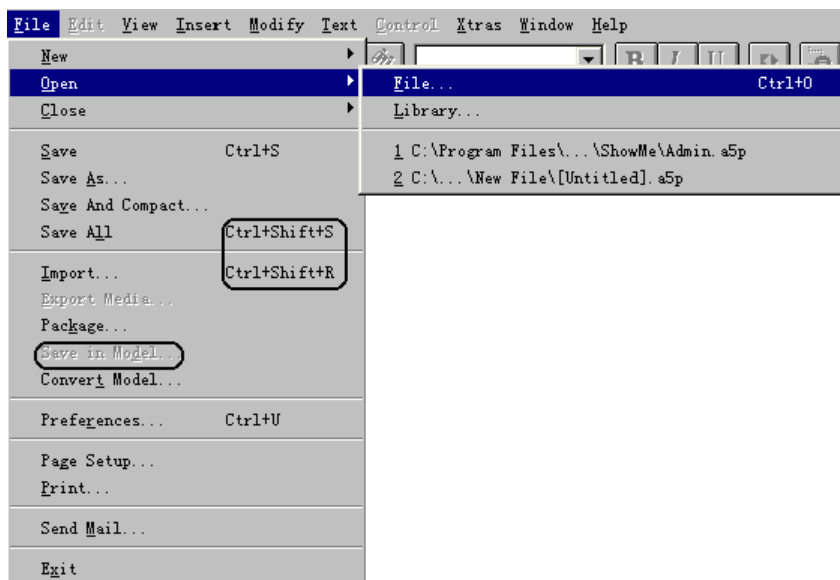 File Edit View Insert Modify Text Control Xtras Window Help
New
B I U
Open
File... Ctrl+O
Close
Library...
Save Ctrl+S
1 C:\Program Files\...\ShowMe\Admin.a5p
Save As...
2 C:\...\New File\[Untitled].a5p
Save And Compact...
Save All Ctrl+Shift+S
Import... Ctrl+Shift+R
Export Media...
Package...
Save in Model...
Convert Model...
Preferences... Ctrl+U
Page Setup...
Print...
Send Mail...
Exit